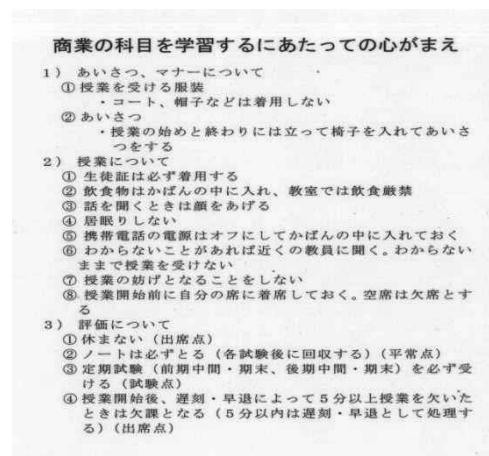 商業の科目を学習するにあたっての心がまえ
1） あいさつ、マナーについて
①授業を受ける服装
・コート、帽子などは着用しない
②あいさつ
・授業の始めと終わりには立って椅子を入れてあいさ
つをする
2） 授業について
① 生徒証は必ず着用する
② 飲食物はかばんの中に入れ、教室では飲食厳禁
③ 話を聞くときは顔をあげる
④ 居眠りしない
⑤ 携帯電話の電源はオフにしてかばんの中に入れておく
⑥ わからないことがあれば近くの教員に聞く。わからない
ままで授業を受けない
⑦ 授業の妨げとなることをしない
⑧ 授業開始前に自分の席に着席しておく。空席は欠席とす
る
3） 評価について
①休まない（出席点）
②ノートは必ずとる（各試験後に回収する）（平常点）
③定期試験（前期中間・期末、後期中間・期末）を必ず受
ける（試験点）
④授業開始後、遅刻・早退によって5分以上授業を欠いた
ときは欠課となる（5分以内は遅刻・早退として処理す
る）（出席点）